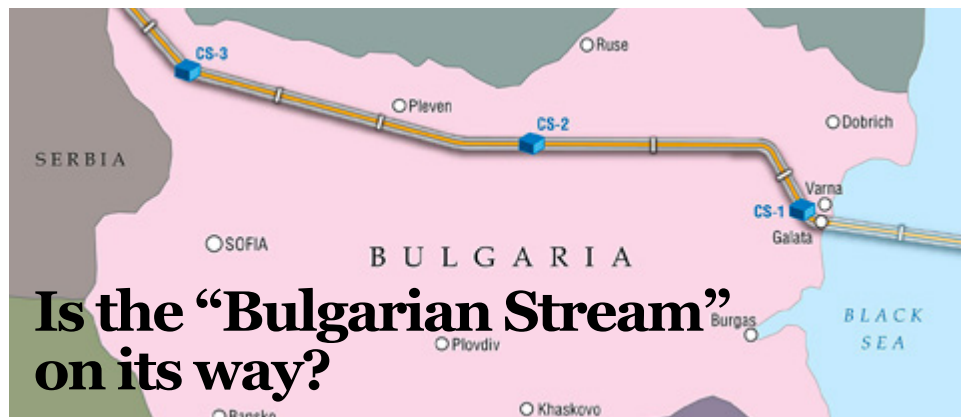 Ruse
CS-3
Pleven
CS-2
Dobrich
SERBIA
Varna
CS-1
Galata
SOFIA
BULGARIA
Is the “Bulgarian Stream”
on its way?
Burgas
BLACK
SEA
Plovdiv
Khaskovo